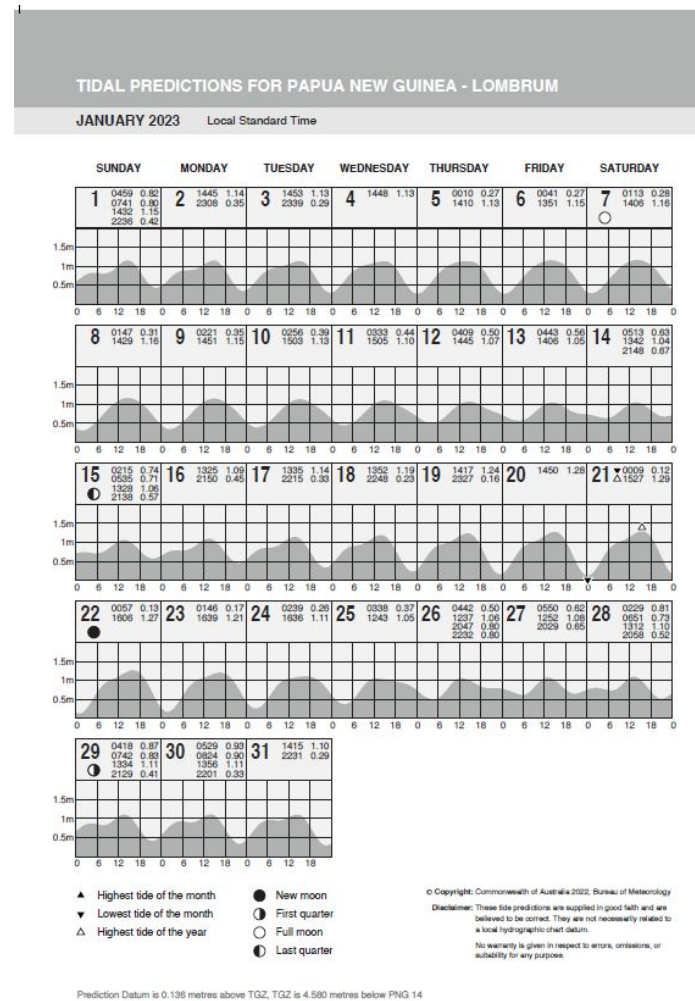 TIDAL PREDICTIONS FOR PAPUA NEW GUINEA - LOMBRUM
JANUARY 2023 Local Standard Time
SUNDAY MONDAY TUESDAY WEDNESDAY THURSDAY FRIDAY SATURDAY
1 0459 0.82
0741 0.80
1432 1.15
2236 0.42
2 1445 1.14
2308 0.35
3 1453 1.13
2339 0.29
4 1448 1.13
5 0010 0.27
1410 1.13
6 0041 0.27
1351 1.15
7 0113 0.28
1406 1.16
1.5m
1m
0.5m
0 6 12 18 0 6 12 18 0 6 12 18 0 6 12 18 0 6 12 18 0 6 12 18 0 6 12 18 0
8 0147 0.31
1429 1.16
9 0221 0.35
1451 1.15
10 0256 0.39
1503 1.13
11 0333 0.44
1505 1.10
12 0409 0.50
1445 1.07
13 0443 0.56
1406 1.05
14 0513 0.63
1342 1.04
2148 0.67
1.5m
1m
0.5m
0 6 12 18 0 6 12 18 0 6 12 18 0 6 12 18 0 6 12 18 0 6 12 18 0 6 12 18 0
15 0215 0.74
0535 0.71
1328 1.06
2138 0.57
16 1325 1.09
2150 0.45
17 1335 1.14
2215 0.33
18 1352 1.19
2248 0.23
19 1417 1.24
2327 0.16
20 1450 1.28
21 ▼0009 0.12
△1527 1.29
1.5m
1m
0.5m
0 6 12 18 0 6 12 18 0 6 12 18 0 6 12 18 0 6 12 18 0 6 12 18 0 6 12 18 0
22 0057 0.13
1606 1.27
23 0146 0.17
1639 1.21
24 0239 0.26
1636 1.11
25 0338 0.37
1243 1.05
26 0442 0.50
1237 1.06
2047 0.80
2232 0.80
27 0550 0.62
1252 1.08
2029 0.65
28 0229 0.81
0651 0.73
1312 1.10
2058 0.52
1.5m
1m
0.5m
0 6 12 18 0 6 12 18 0 6 12 18 0 6 12 18 0 6 12 18 0 6 12 18 0 6 12 18 0
29 0418 0.87
0742 0.83
1334 1.11
2129 0.41
30 0529 0.93
0824 0.90
1356 1.11
2201 0.33
31 1415 1.10
2231 0.29
1.5m
1m
0.5m
0 6 12 18 0 6 12 18 0 6 12 18
▲ Highest tide of the month
▼ Lowest tide of the month
△ Highest tide of the year
New moon
First quarter
Full moon
Last quarter
© Copyright: Commonwealth of Australia 2022, Bureau of Meteorology
Disclaimer: These tide predictions are supplied in good faith and are
believed to be correct. They are not necessarily related to
a local hydrographic chart datum.
No warranty is given in respect to errors, omissions, or
suitability for any purpose.
Prediction Datum is 0.136 metres above TGZ, TGZ is 4.580 metres below PNG 14